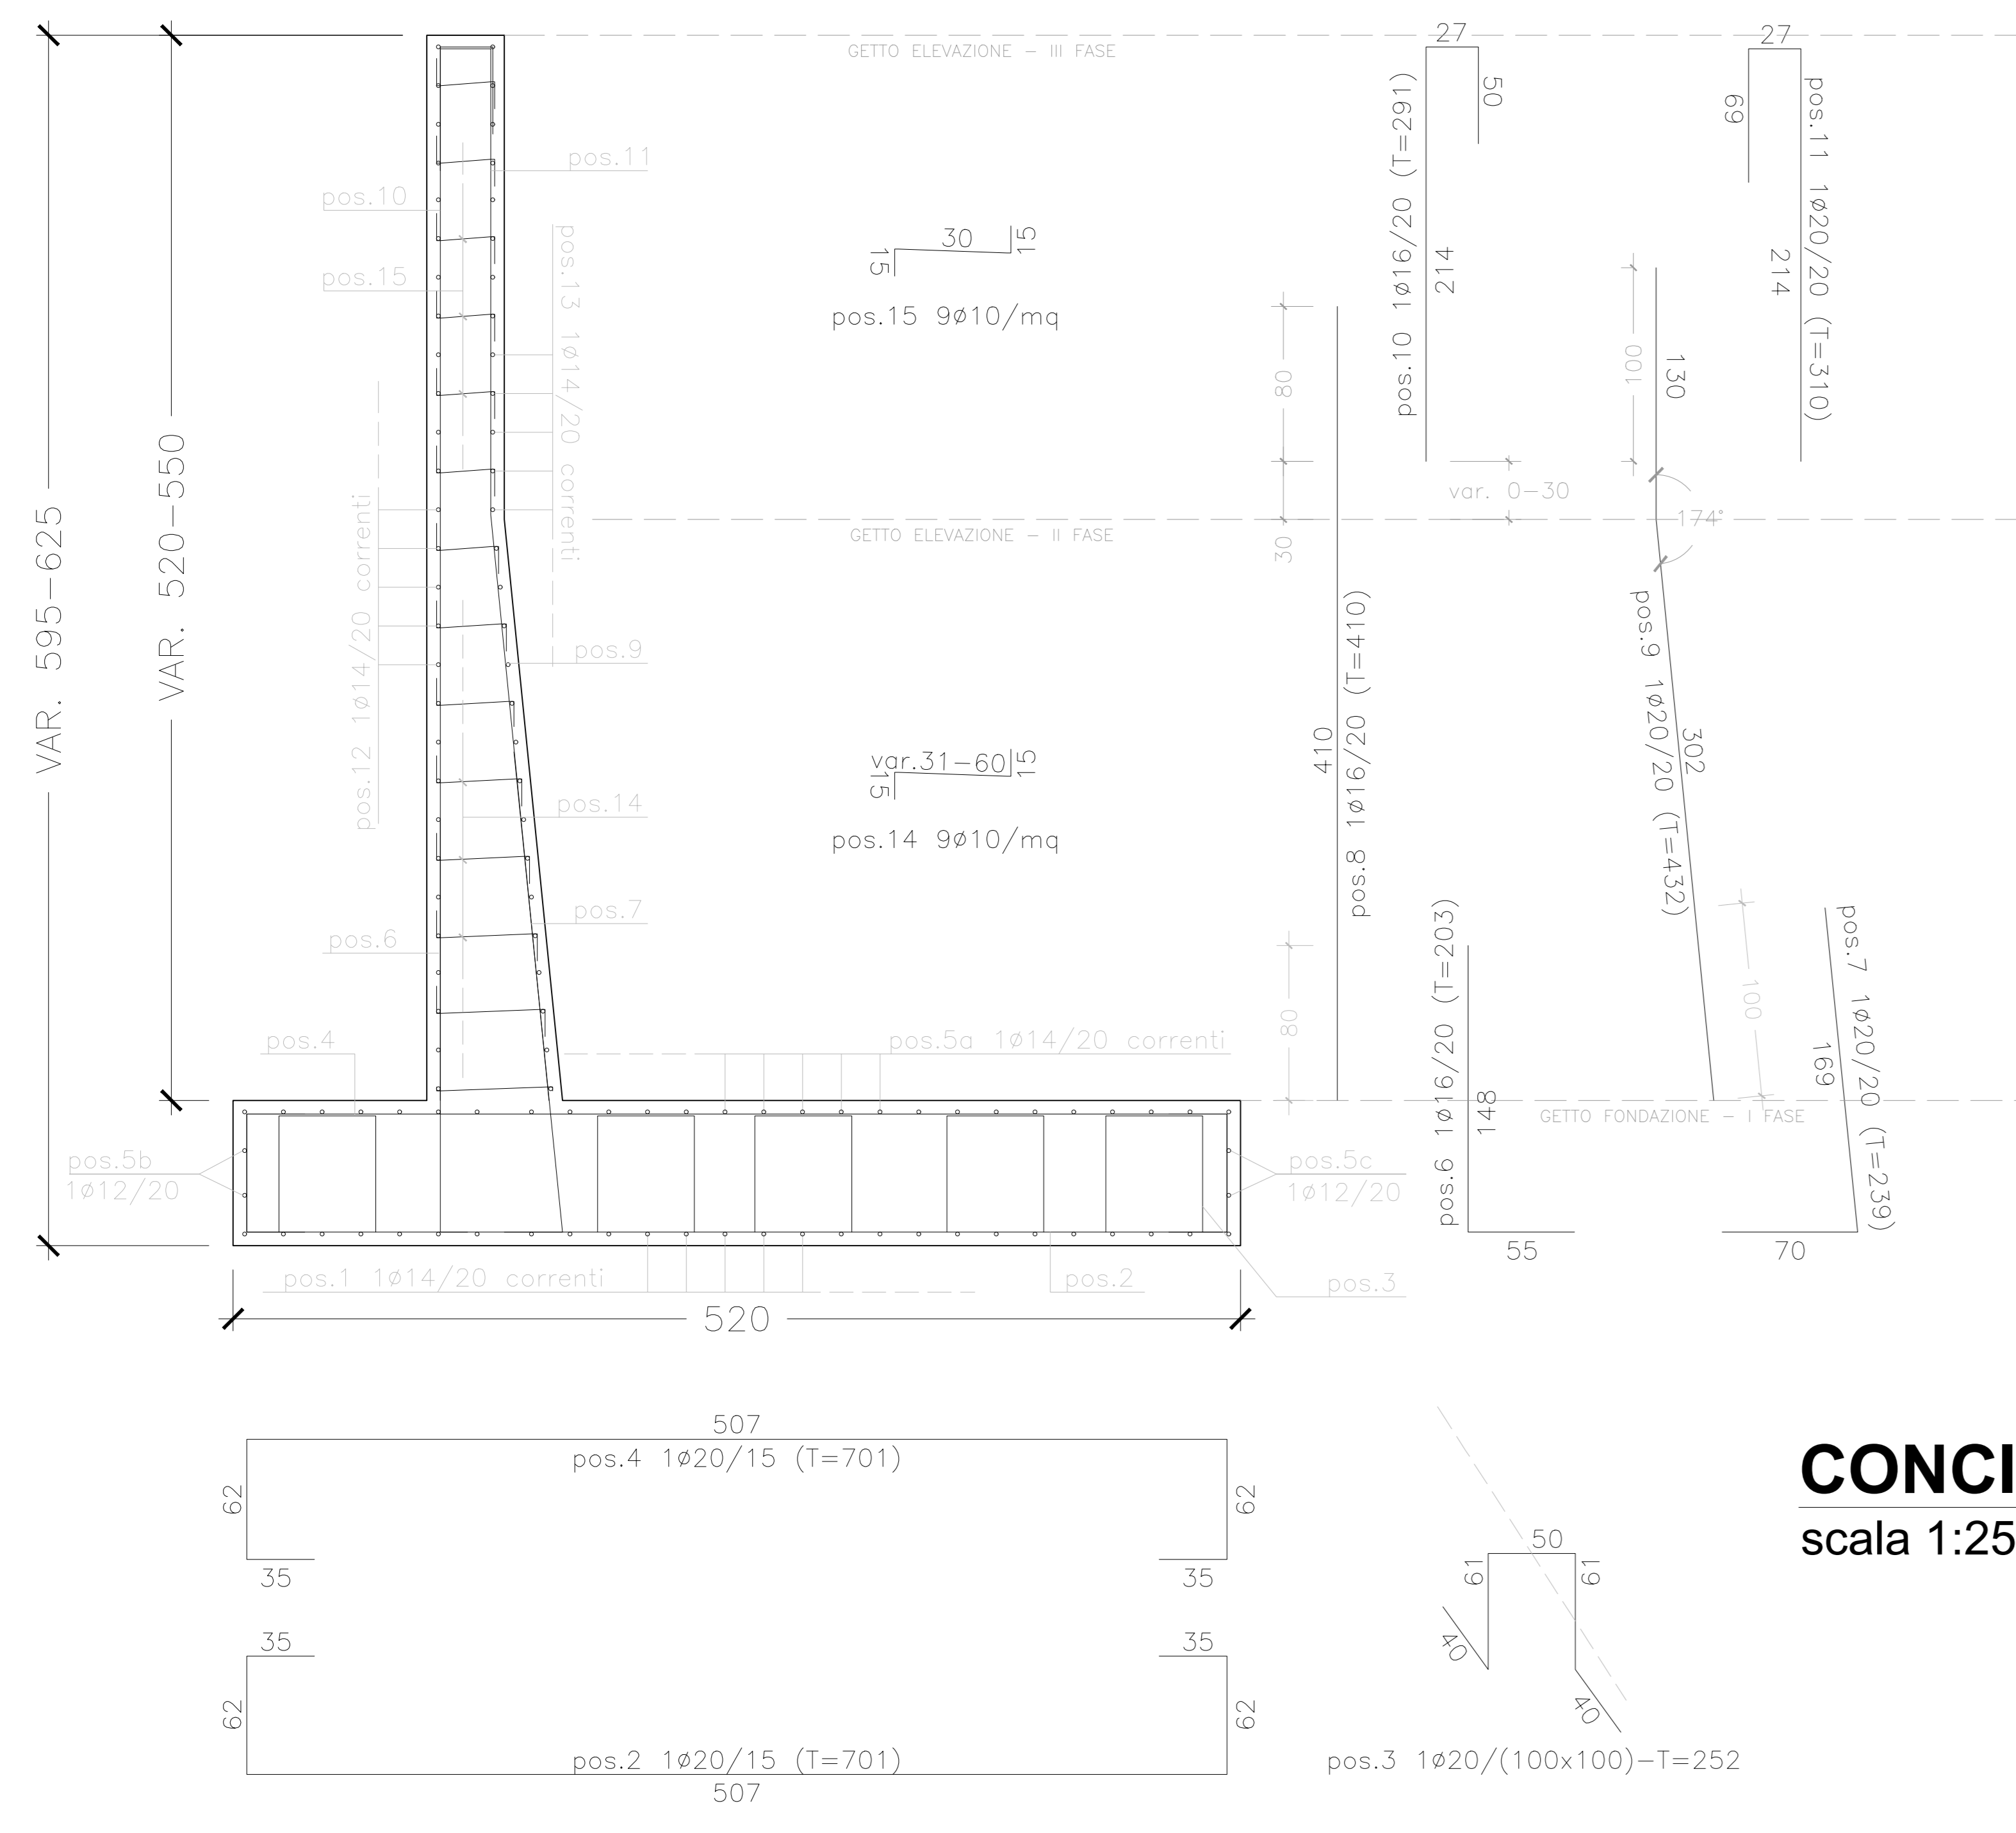 GETTO ELEVAZIONE - III FASE
27
27
50
69
pos.10 1ø16/20 (T=291)
214
pos.11 1ø20/20 (T=310)
214
pos.11
pos.10
pos.15
pos.13 1ø14/20 correnti
30
15
15
pos.15 9ø10/mq
80
30
100
130
var. 0-30
174°
GETTO ELEVAZIONE - II FASE
VAR. 595-625
VAR. 520-550
pos.12 1ø14/20 correnti
pos.9
var.31-60
15
15
pos.14 9ø10/mq
pos.14
pos.7
pos.6
410
pos.8 1ø16/20 (T=410)
pos.9 1ø20/20 (T=432)
302
80
100
pos.6 1ø16/20 (T=203)
148
55
pos.7 1ø20/20 (T=239)
169
70
pos.4
pos.5a 1ø14/20 correnti
GETTO FONDAZIONE - I FASE
pos.5b
1ø12/20
pos.5c
1ø12/20
pos.1 1ø14/20 correnti
pos.2
pos.3
520
507
pos.4 1ø20/15 (T=701)
62
62
35
35
35
35
62
62
pos.2 1ø20/15 (T=701)
507
50
61
61
40
40
pos.3 1ø20/(100x100)-T=252
CONCI
scala 1:25